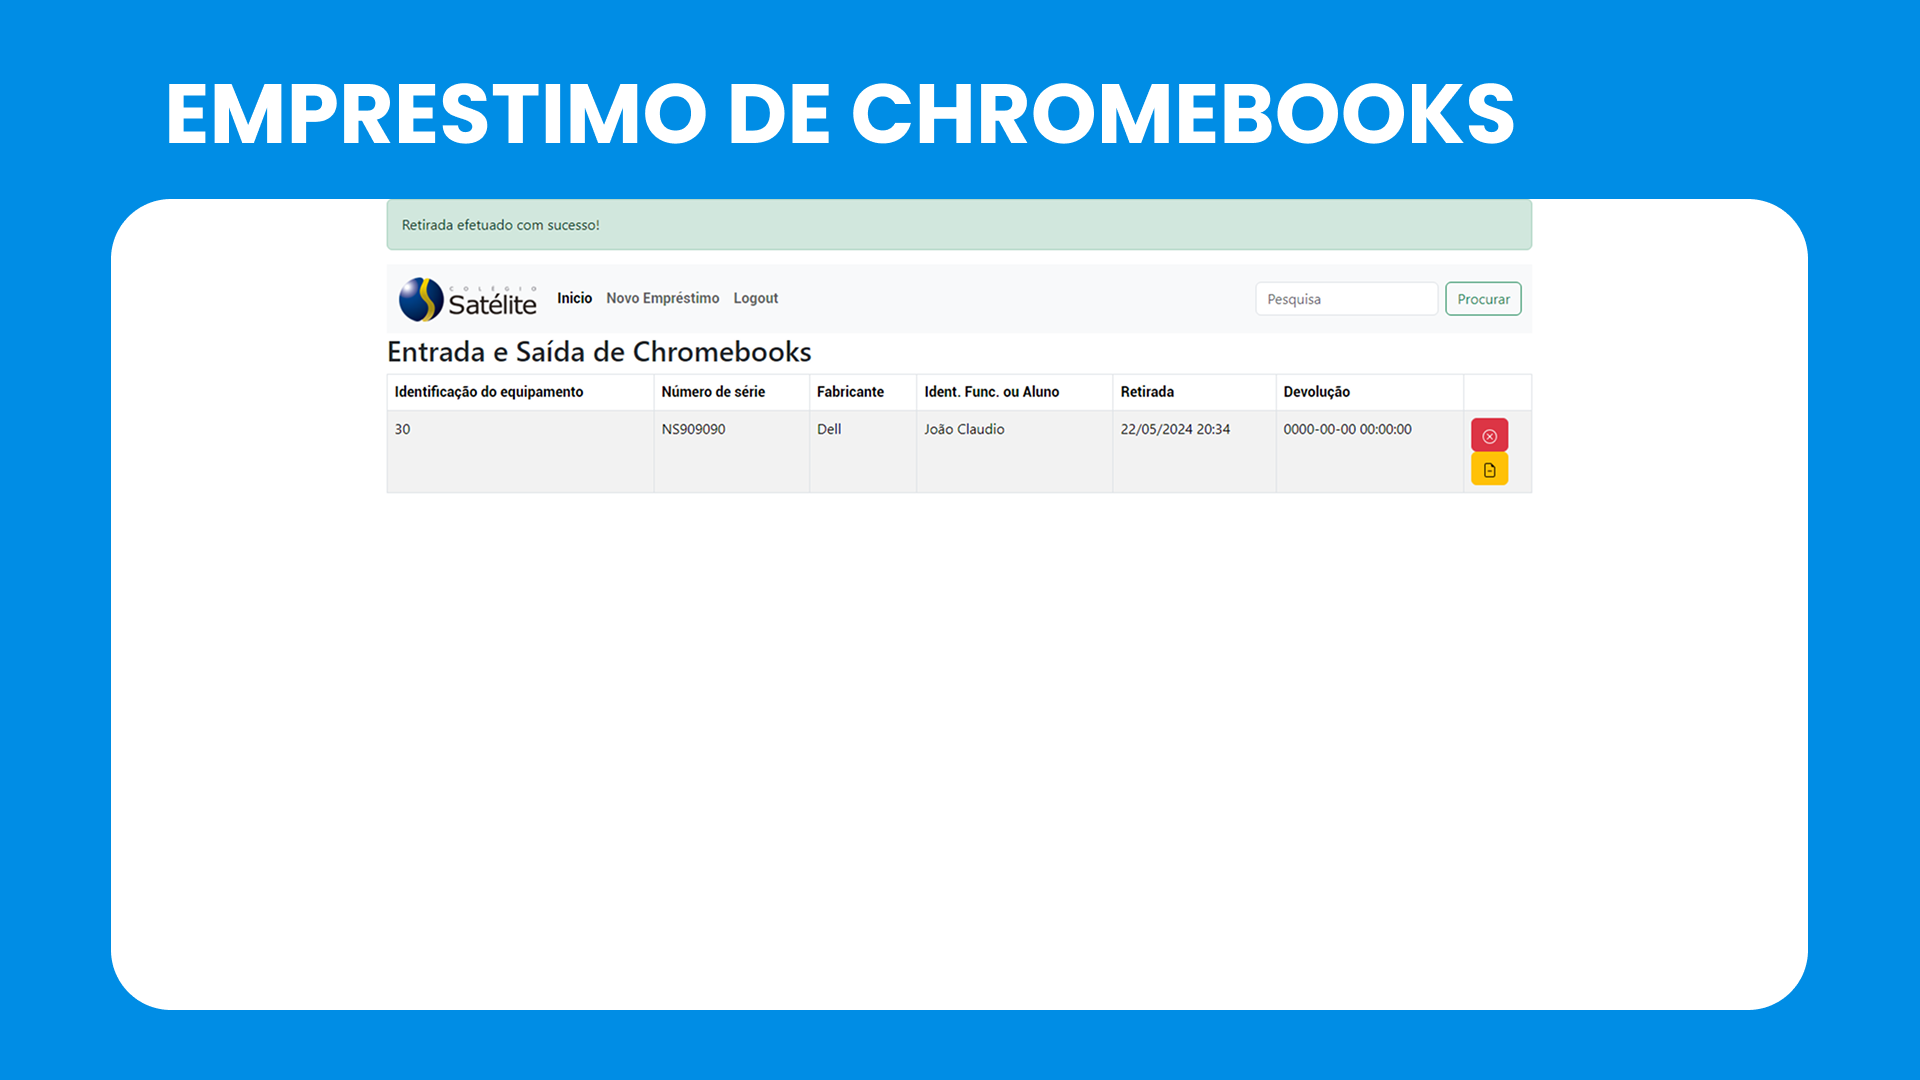 EMPRESTIMO DE CHROMEBOOKS
Retirada efetuado com sucesso!
COLÉGIO
Satélite
Inicio Novo Empréstimo Logout Pesquisa Procurar
Entrada e Saída de Chromebooks
Identificação do equipamento Número de série Fabricante Ident. Func. ou Aluno Retirada Devolução
30 NS909090 Dell João Claudio 22/05/2024 20:34 0000-00-00 00:00:00